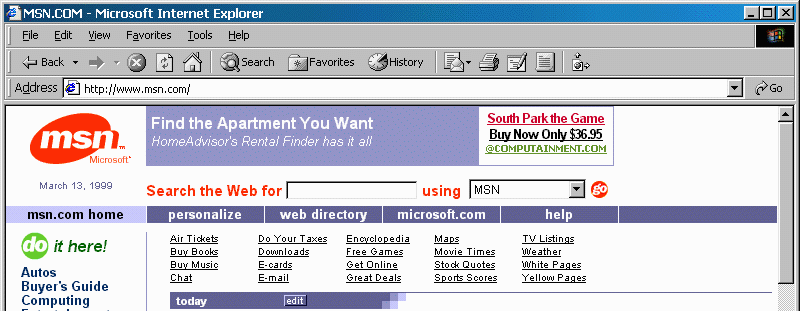 MSN.COM - Microsoft Internet Explorer
File Edit View Favorites Tools Help
Back Search Favorites History
Address http://www.msn.com/ Go
msn
Microsoft
Find the Apartment You Want
HomeAdvisor's Rental Finder has it all
South Park the Game
Buy Now Only $36.95
@COMPUTAINMENT.COM
March 13, 1999
Search the Web for using MSN go
msn.com home personalize web directory microsoft.com help
do it here!
Autos
Buyer's Guide
Computing
Air Tickets Do Your Taxes Encyclopedia Maps TV Listings
Buy Books Downloads Free Games Movie Times Weather
Buy Music E-cards Get Online Stock Quotes White Pages
Chat E-mail Great Deals Sports Scores Yellow Pages
today edit